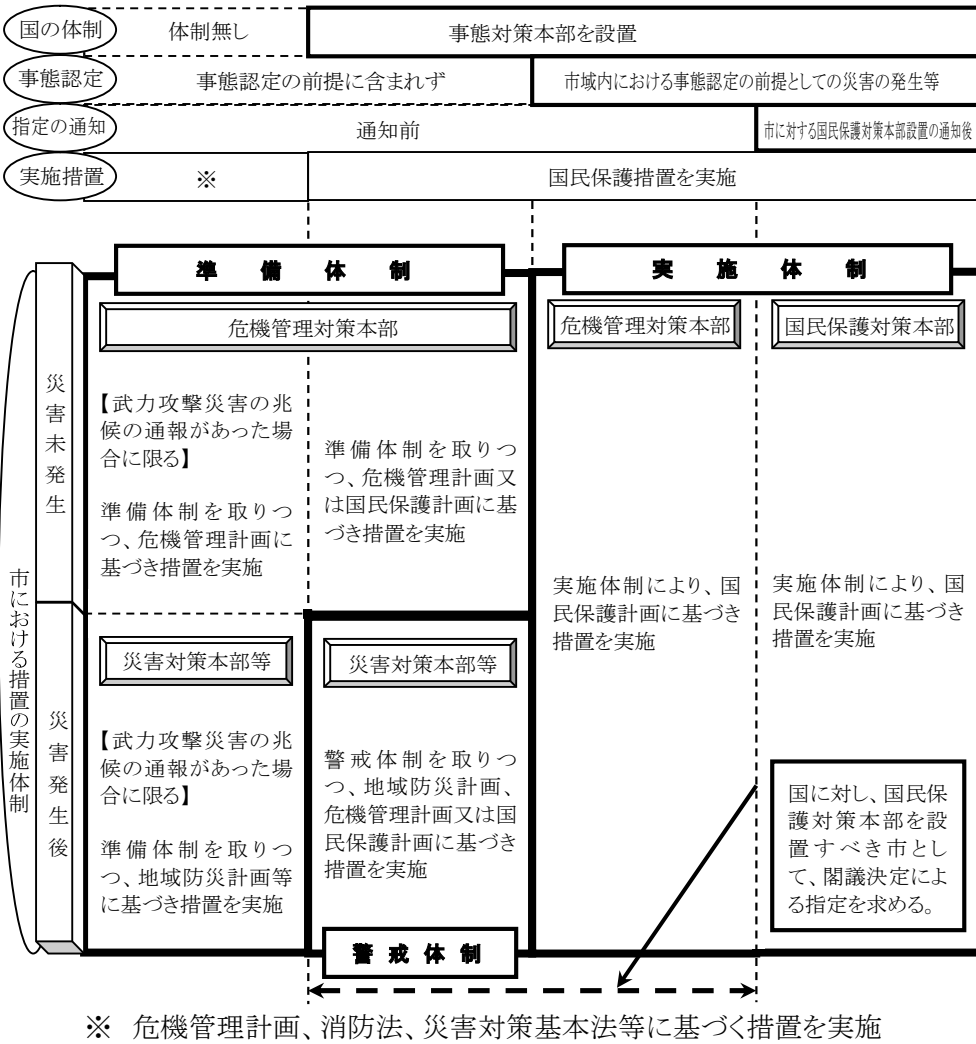 国の体制
体制無し
事態対策本部を設置
事態認定
事態認定の前提に含まれず
市域内における事態認定の前提としての災害の発生等
指定の通知
通知前
市に対する国民保護対策本部設置の通知後
実施措置
※
国民保護措置を実施
準備体制
実施体制
危機管理対策本部
危機管理対策本部
国民保護対策本部
市における措置の実施体制
災害未発生
【武力攻撃災害の兆
候の通報があった場
合に限る】
準備体制を取りつ
つ、危機管理計画に
基づき措置を実施
準備体制を取りつ
つ、危機管理計画又
は国民保護計画に基
づき措置を実施
実施体制により、国
民保護計画に基づき
措置を実施
実施体制により、国
民保護計画に基づき
措置を実施
災害発生後
災害対策本部等
災害対策本部等
【武力攻撃災害の兆
候の通報があった場
合に限る】
準備体制を取りつ
つ、地域防災計画等
に基づき措置を実施
警戒体制を取りつ
つ、地域防災計画、
危機管理計画又は国
民保護計画に基づき
措置を実施
国に対し、国民保
護対策本部を設
置すべき市とし
て、閣議決定によ
る指定を求める。
警戒体制
※　危機管理計画、消防法、災害対策基本法等に基づく措置を実施